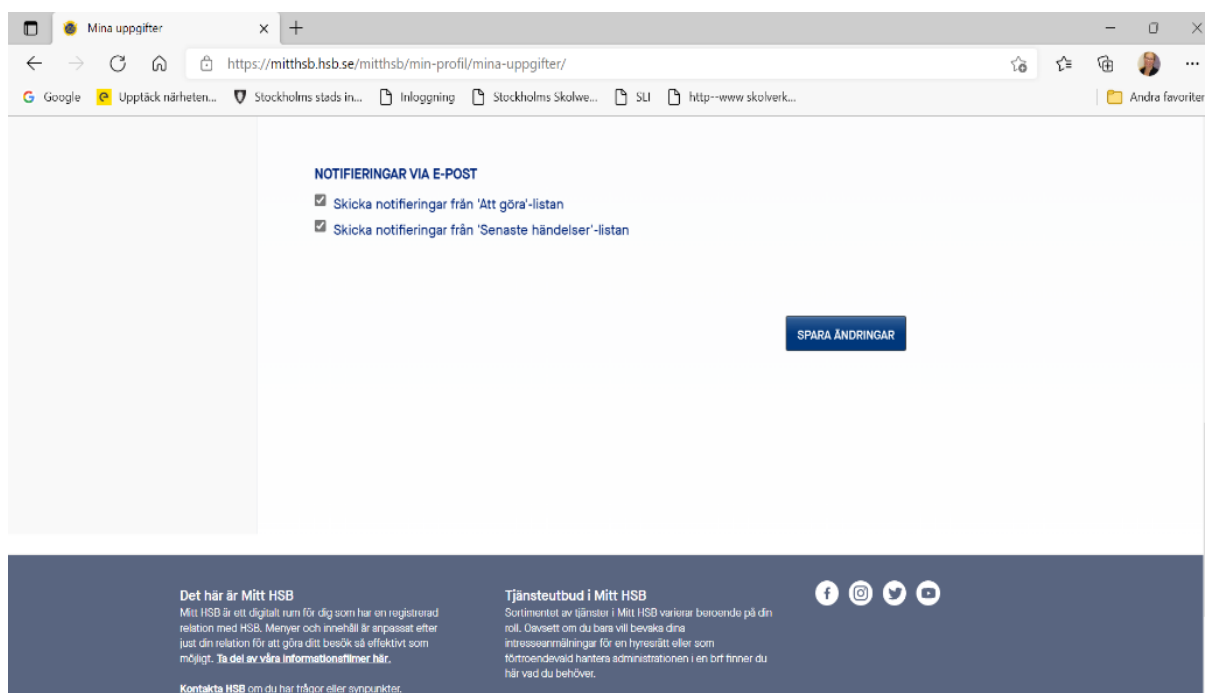 Mina uppgifter
https://mitthsb.hsb.se/mitthsb/min-profil/mina-uppgifter/
Google Upptäck närheten... Stockholms stads in... Inloggning Stockholms Skolwe... SLI http--www skolverk... Andra favoriter
NOTIFIERINGAR VIA E-POST
Skicka notifieringar från 'Att göra'-listan
Skicka notifieringar från 'Senaste händelser'-listan
SPARA ÄNDRINGAR
Det här är Mitt HSB
Mitt HSB är ett digitalt rum för dig som har en registrerad
relation med HSB. Menyer och innehåll är anpassat efter
just din relation för att göra ditt besök så effektivt som
möjligt. Ta del av våra informationsfilmer här.
Kontakta HSB om du har frågor eller synpunkter.
Tjänsteutbud i Mitt HSB
Sortimentet av tjänster i Mitt HSB varierar beroende på din
roll. Oavsett om du bara vill bevaka dina
intresseanmälningar för en hyresrätt eller som
förtroendevald hantera administrationen i en brf finner du
här vad du behöver.